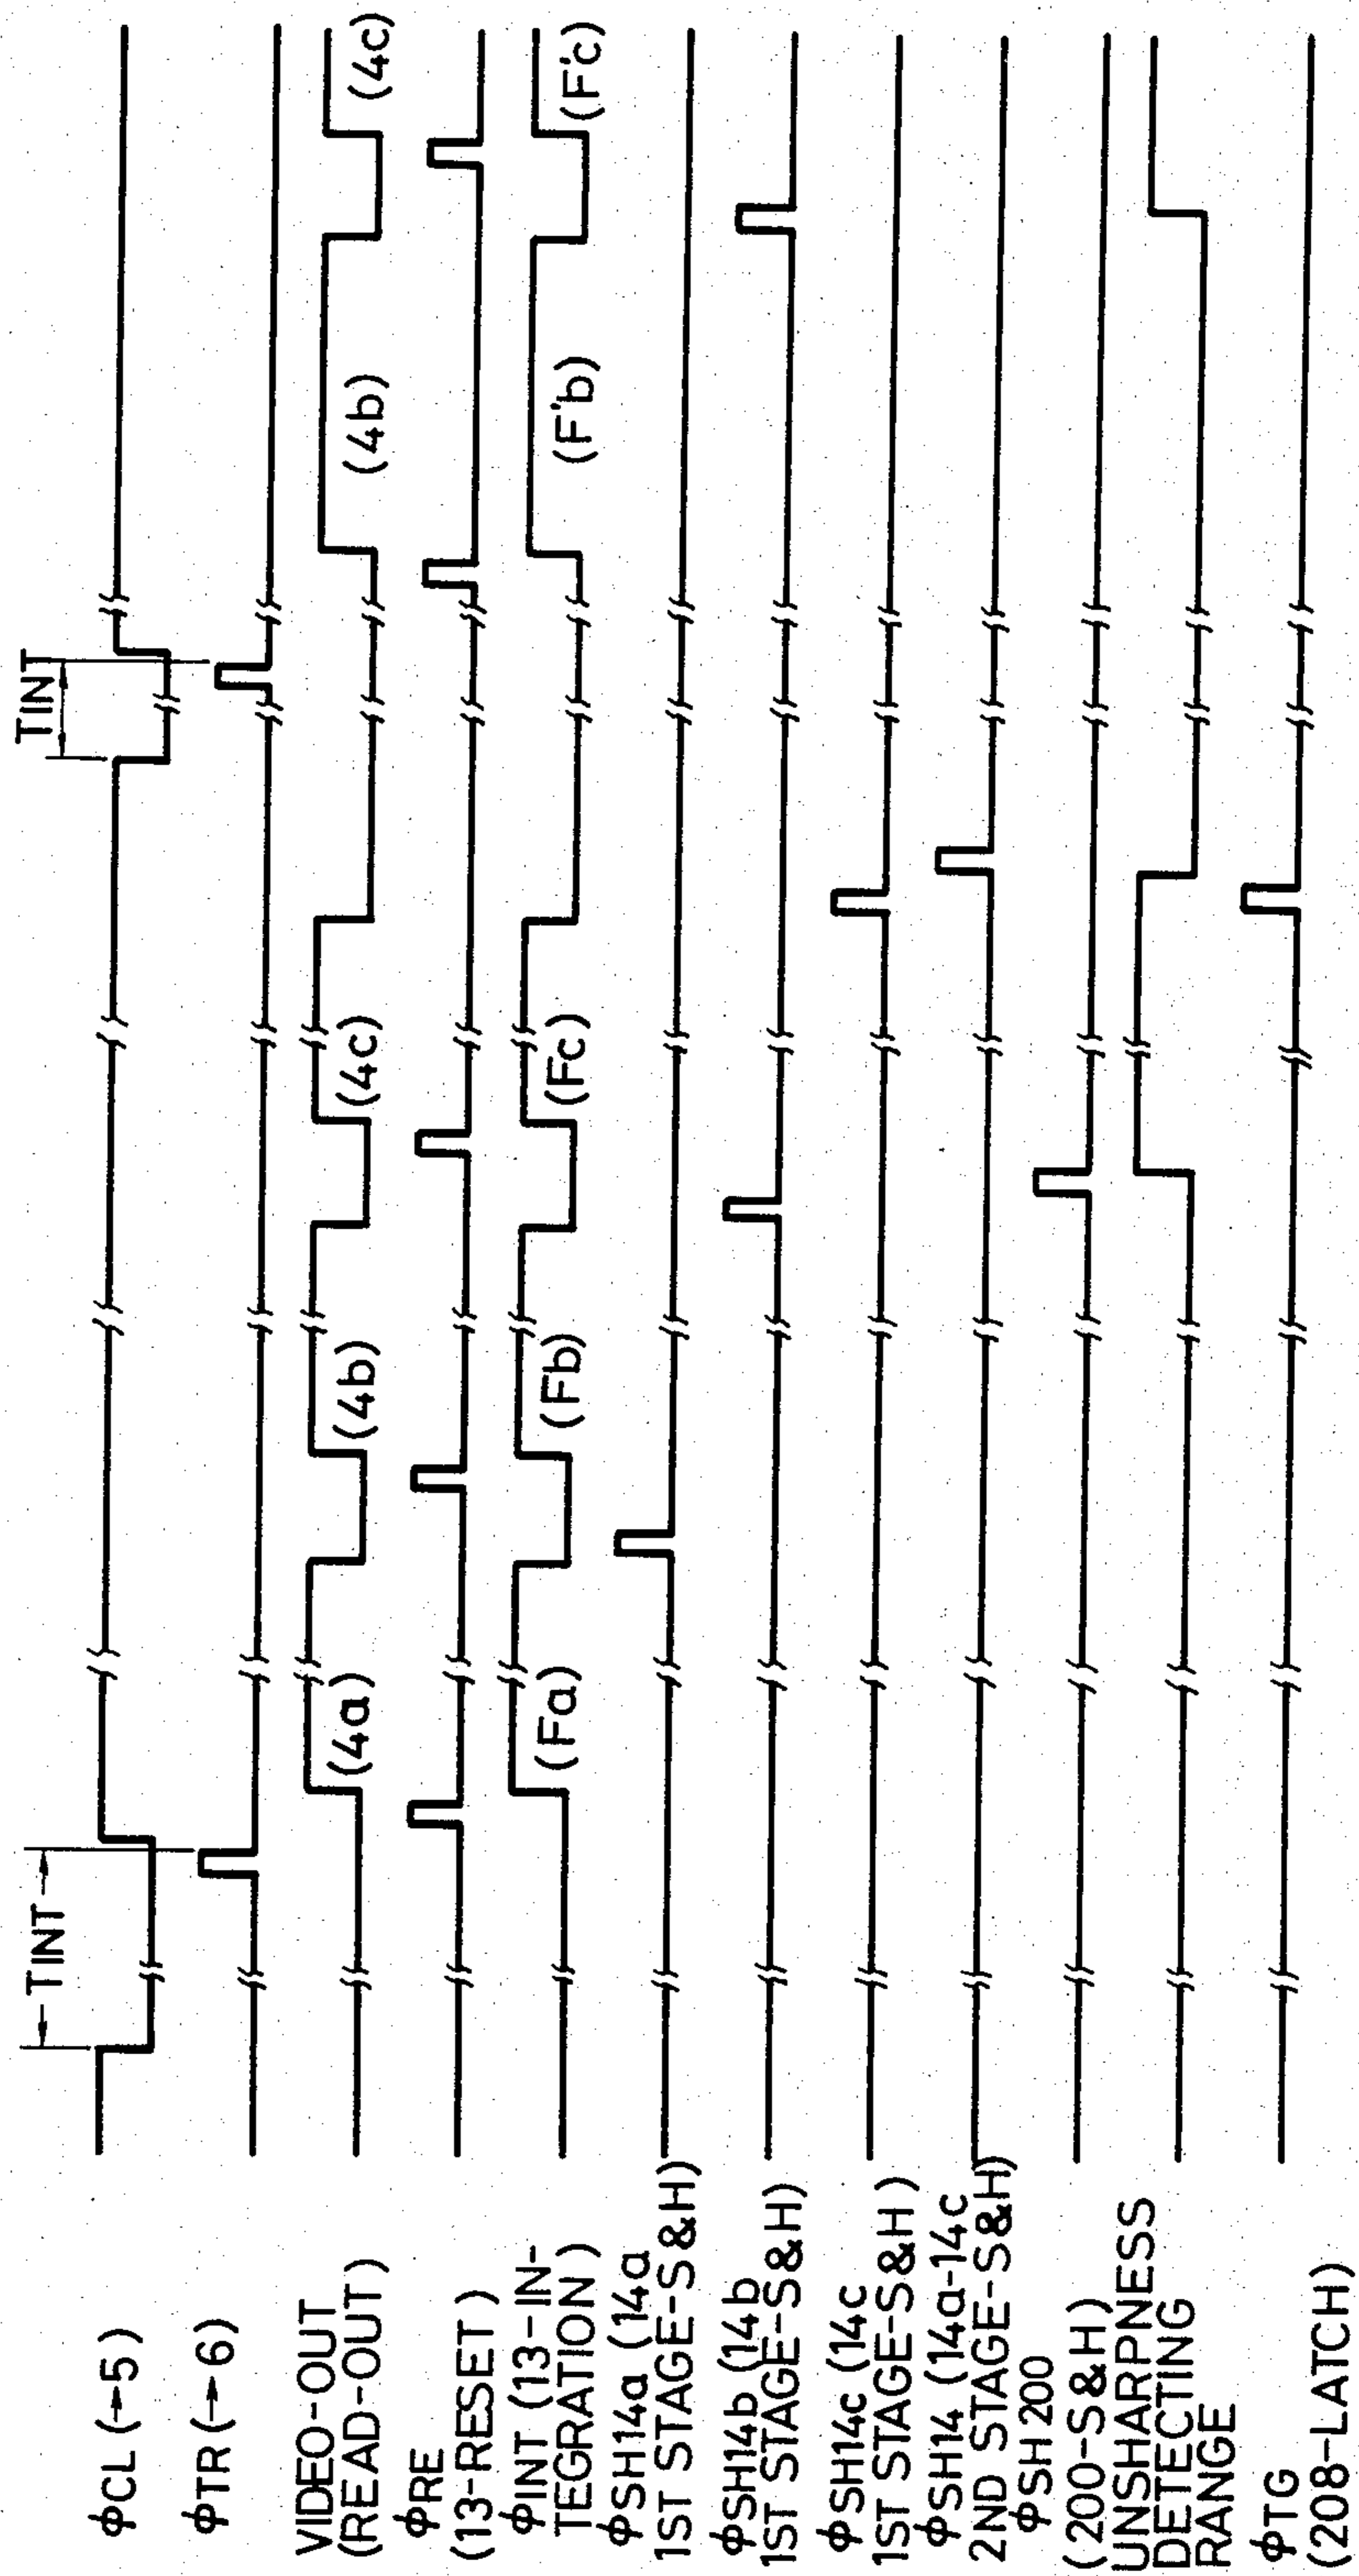 TINT
TINT
ϕCL (→5)
ϕTR (→6)
VIDEO-OUT
(READ-OUT)
(4a)
(4b)
(4c)
(4b)
(4c)
ϕRE
(13-RESET)
ϕINT (13-IN-
TEGRATION)
(Fa)
(Fb)
(Fc)
(F'b)
(F'c)
ϕSH14a (14a
1ST STAGE-S&H)
ϕSH14b (14b
1ST STAGE-S&H)
ϕSH14c (14c
1ST STAGE-S&H)
ϕSH14 (14a-14c
2ND STAGE-S&H)
ϕSH200
(200-S&H)
UNSHARPNESS
DETECTING
RANGE
ϕTG
(208-LATCH)